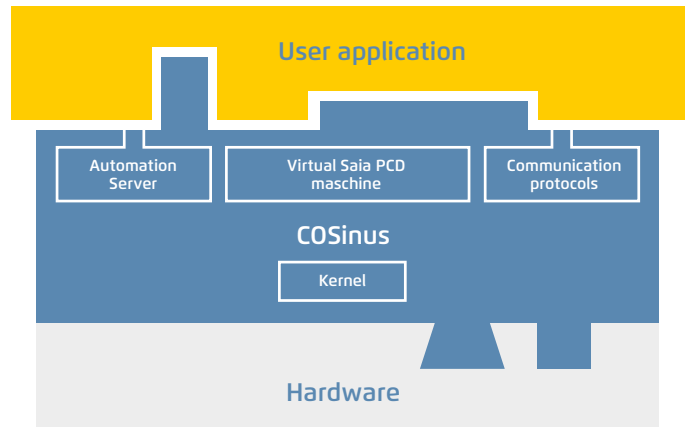 User application
Automation
Server
Virtual Saia PCD
maschine
Communication
protocols
COSinus
Kernel
Hardware